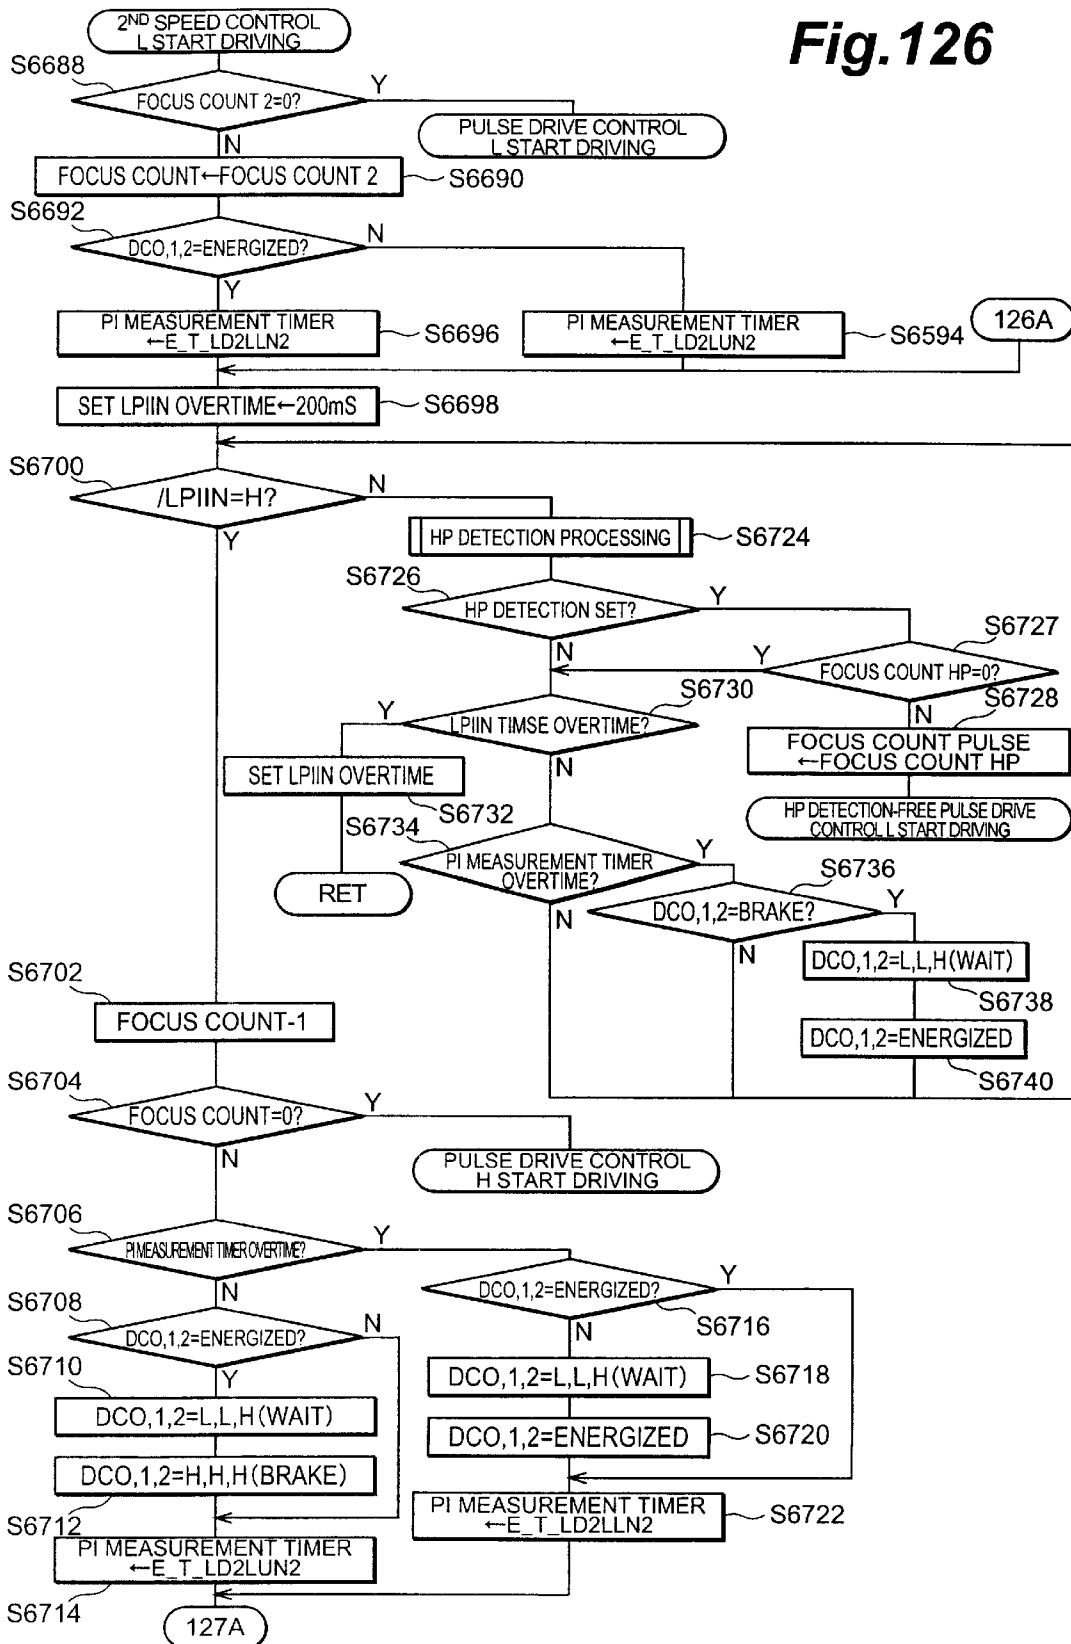 Fig.126
2ND SPEED CONTROL
L START DRIVING
S6688
FOCUS COUNT 2=0?
Y
N
PULSE DRIVE CONTROL
L START DRIVING
FOCUS COUNT←FOCUS COUNT 2
S6690
S6692
DCO,1,2=ENERGIZED?
N
Y
PI MEASUREMENT TIMER
←E_T_LD2LLN2
S6696
PI MEASUREMENT TIMER
←E_T_LD2LUN2
S6594
126A
SET LPIIN OVERTIME←200mS
S6698
S6700
/LPIIN=H?
N
Y
HP DETECTION PROCESSING
S6724
S6726
HP DETECTION SET?
Y
N
S6727
FOCUS COUNT HP=0?
Y
N
S6728
FOCUS COUNT PULSE
←FOCUS COUNT HP
HP DETECTION-FREE PULSE DRIVE
CONTROL L START DRIVING
S6730
LPIIN TIMSE OVERTIME?
Y
N
SET LPIIN OVERTIME
S6732
RET
S6734
PI MEASUREMENT TIMER
OVERTIME?
Y
N
S6736
DCO,1,2=BRAKE?
Y
N
DCO,1,2=L,L,H(WAIT)
S6738
DCO,1,2=ENERGIZED
S6740
S6702
FOCUS COUNT-1
S6704
FOCUS COUNT=0?
Y
N
PULSE DRIVE CONTROL
H START DRIVING
S6706
PI MEASUREMENT TIMER OVERTIME?
Y
N
S6708
DCO,1,2=ENERGIZED?
N
Y
S6710
DCO,1,2=L,L,H(WAIT)
DCO,1,2=H,H,H(BRAKE)
S6712
PI MEASUREMENT TIMER
←E_T_LD2LUN2
S6714
DCO,1,2=ENERGIZED?
Y
N
S6716
DCO,1,2=L,L,H(WAIT)
S6718
DCO,1,2=ENERGIZED
S6720
PI MEASUREMENT TIMER
←E_T_LD2LLN2
S6722
127A